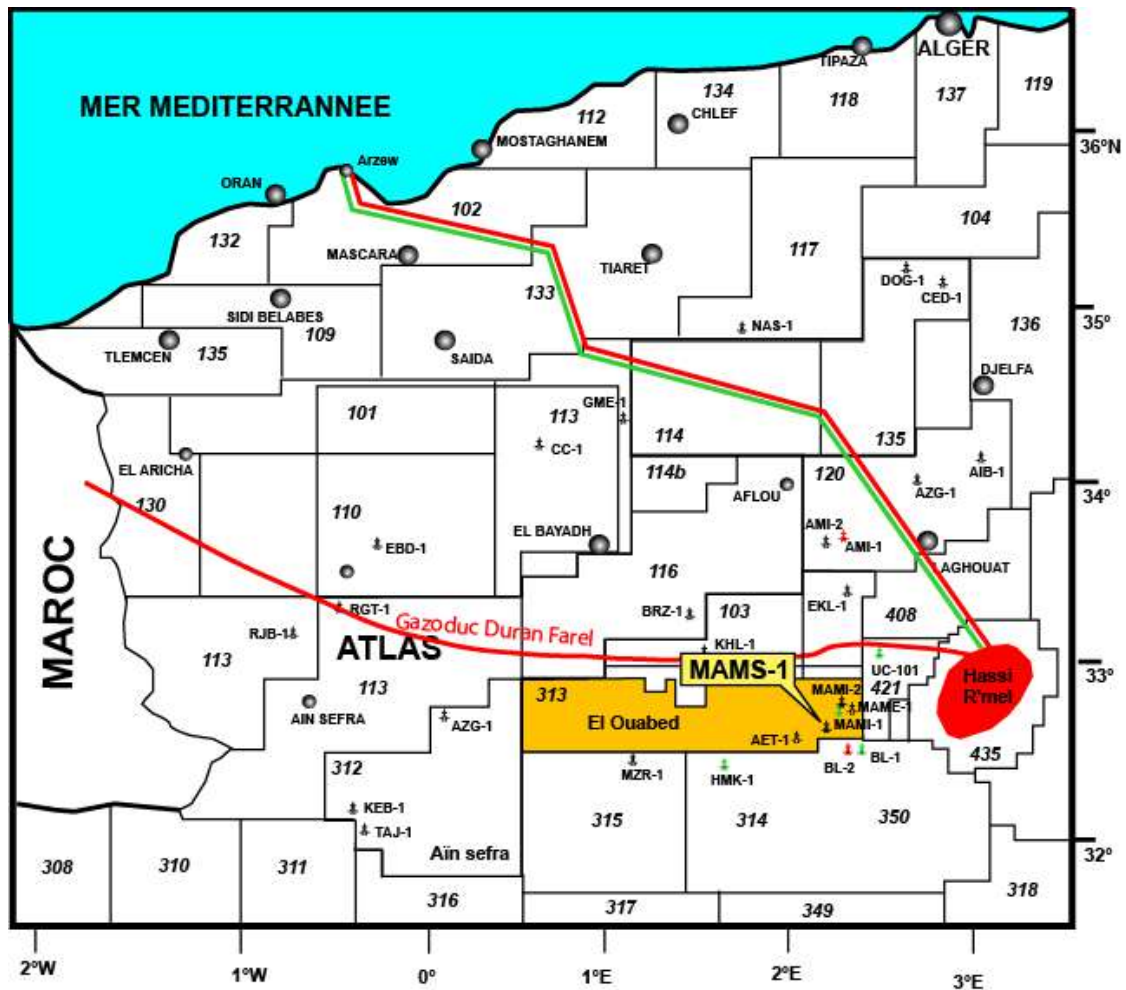 ALGER
TIPAZA
119
134
118
137
MER MEDITERRANNEE
112
CHLEF
36°N
MOSTAGHANEM
Arzew
ORAN
102
104
132
117
MASCARA
TIARET
DOG-1
133
CED-1
SIDI BELABES
35°
109
NAS-1
136
TLEMCEN
135
SAIDA
DJELFA
GME-1
101
113
114
135
CC-1
EL ARICHA
114b
120
AIB-1
AZG-1
34°
130
110
AFLOU
AMI-2
EL BAYADH
AMI-1
EBD-1
LAGHOUAT
116
MAROC
EKL-1
RGT-1
BRZ-1
103
408
Gazoduc Duran Farel
RJB-1
ATLAS
KHL-1
113
33°
MAMS-1
UC-101
Hassi
R'mel
113
313
MAMI-2
421
AIN SEFRA
MAME-1
AZG-1
El Ouabed
MAMI-1
AET-1
435
312
MZR-1
HMK-1
BL-2
BL-1
KEB-1
315
314
350
TAJ-1
32°
Aïn sefra
308
310
311
318
316
317
349
2°W
1°W
0°
1°E
2°E
3°E